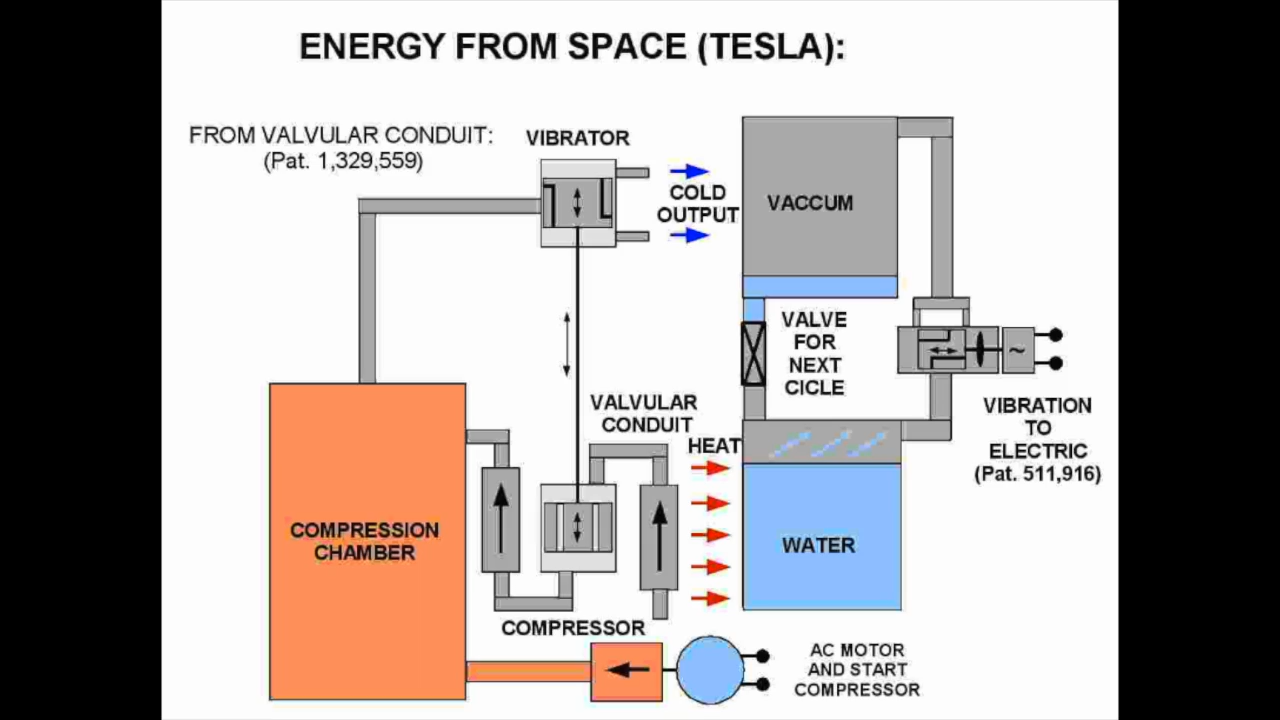 ENERGY FROM SPACE (TESLA):
FROM VALVULAR CONDUIT:
(Pat. 1,329,559)
VIBRATOR
COLD
OUTPUT
VACCUM
VALVE
FOR
NEXT
CICLE
~
VIBRATION
TO
ELECTRIC
(Pat. 511,916)
VALVULAR
CONDUIT
HEAT
COMPRESSION
CHAMBER
WATER
COMPRESSOR
AC MOTOR
AND START
COMPRESSOR